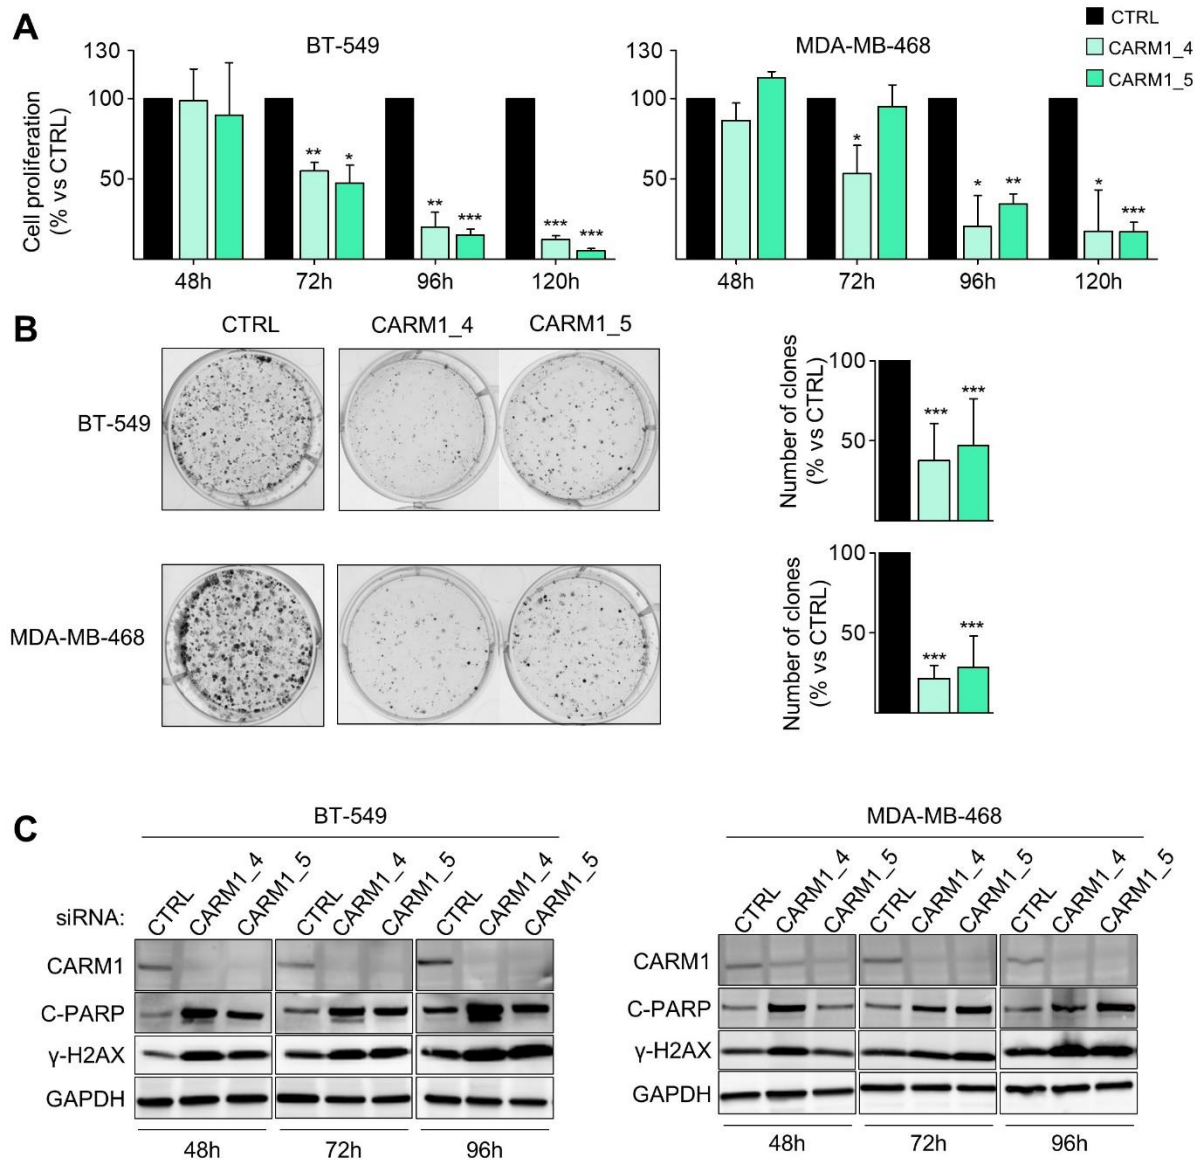 A
BT-549
MDA-MB-468
CTRL
CARM1_4
CARM1_5
Cell proliferation
(% vs CTRL)
130
100
50
** * ** *** *** ***
48h 72h 96h 120h
130
100
50
* * ** * ***
48h 72h 96h 120h
B
CTRL CARM1_4 CARM1_5
BT-549
Number of clones
(% vs CTRL)
100
50
*** ***
MDA-MB-468
Number of clones
(% vs CTRL)
100
50
*** ***
C
BT-549
siRNA: CTRL CARM1_4 CARM1_5 CTRL CARM1_4 CARM1_5 CTRL CARM1_4 CARM1_5
CARM1
C-PARP
γ-H2AX
GAPDH
48h 72h 96h
MDA-MB-468
CTRL CARM1_4 CARM1_5 CTRL CARM1_4 CARM1_5 CTRL CARM1_4 CARM1_5
CARM1
C-PARP
γ-H2AX
GAPDH
48h 72h 96h